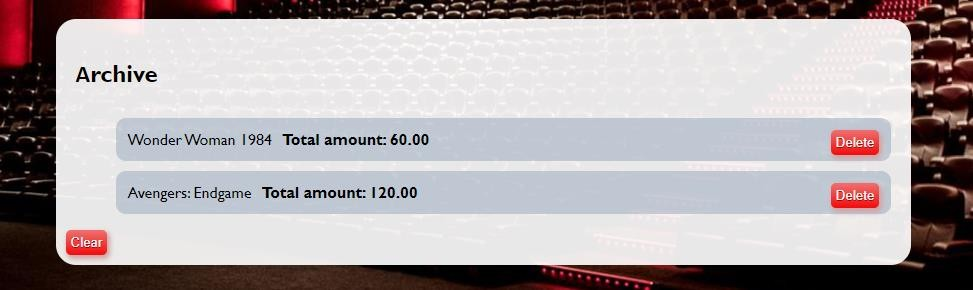 Archive
Wonder Woman 1984 Total amount: 60.00 Delete
Avengers: Endgame Total amount: 120.00 Delete
Clear